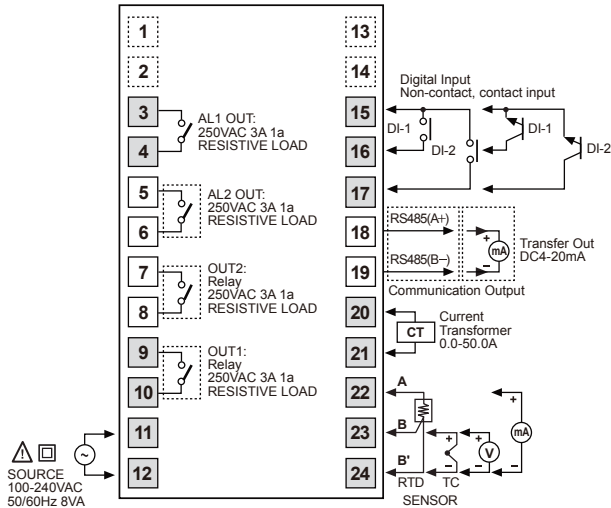 1
2
3
4
5
6
7
8
9
10
11
12
13
14
15
16
17
18
19
20
21
22
23
24
AL1 OUT:
250VAC 3A 1a
RESISTIVE LOAD
AL2 OUT:
250VAC 3A 1a
RESISTIVE LOAD
OUT2:
Relay
250VAC 3A 1a
RESISTIVE LOAD
OUT1:
Relay
250VAC 3A 1a
RESISTIVE LOAD
SOURCE
100-240VAC
50/60Hz 8VA
Digital Input
Non-contact, contact input
DI-1
DI-2
DI-1
DI-2
RS485(A+)
RS485(B−)
+
mA
−
Transfer Out
DC4-20mA
Communication Output
CT
Current
Transformer
0.0-50.0A
A
B
B'
+
−
+
V
−
+
mA
−
RTD
TC
SENSOR